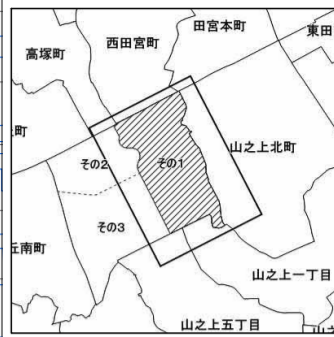 田宮本町
東田
西田宮町
高塚町
町
山之上北町
その1
その2
その3
丘南町
山之上一丁目
山之上五丁目